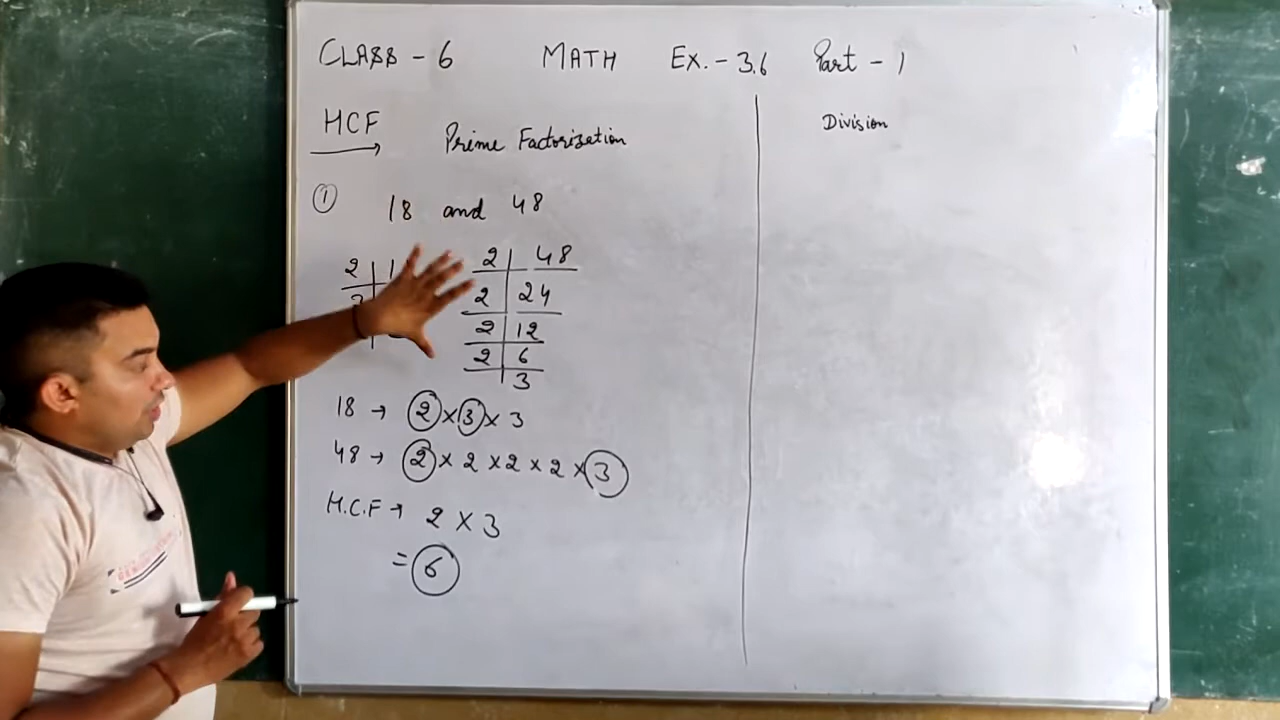 CLASS - 6 MATH EX. - 3.6 Part - 1
HCF Prime Factorization
① 18 and 48
2
2 48
2 24
2 12
2 6
3
18 → 2 × 3 × 3
48 → 2 × 2 × 2 × 2 × 3
H.C.F → 2 × 3
= 6
Division